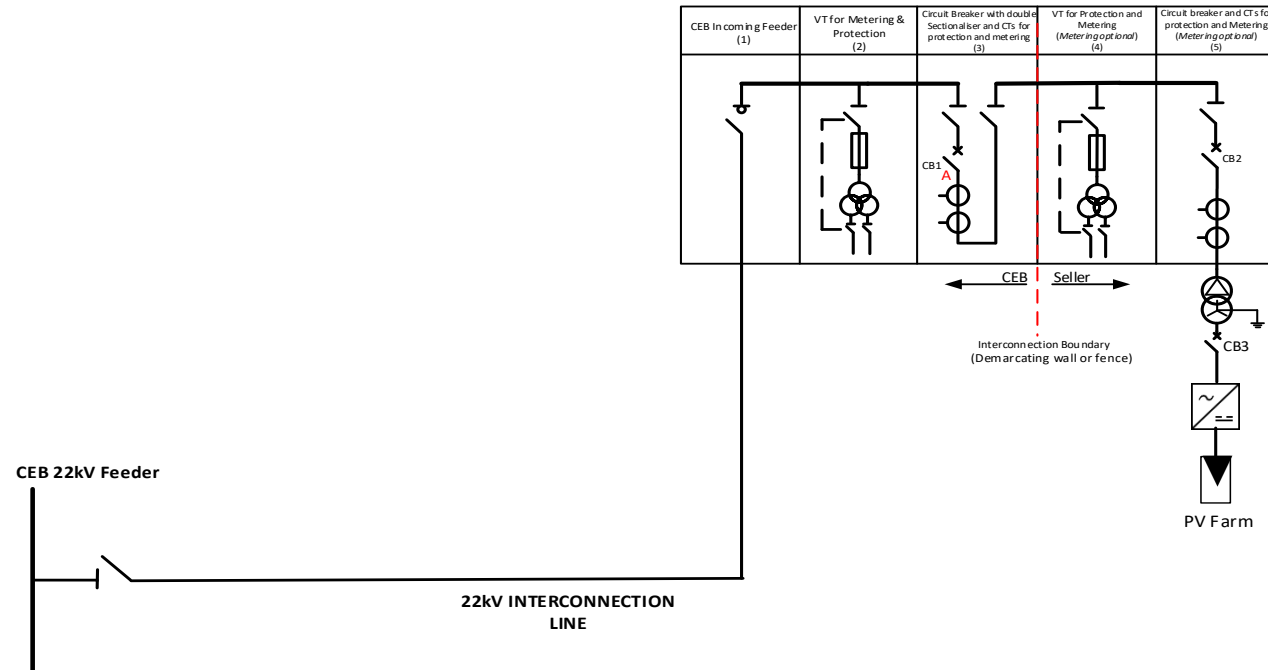 CEB Incoming Feeder
(1)
VT for Metering &
Protection
(2)
Circuit Breaker with double
Sectionaliser and CTs for
protection and metering
(3)
VT for Protection and
Metering
(Metering optional)
(4)
Circuit breaker and CTs for
protection and Metering
(Metering optional)
(5)
CB1
A
CB2
CEB
Seller
Interconnection Boundary
(Demarcating wall or fence)
CB3
PV Farm
CEB 22kV Feeder
22kV INTERCONNECTION
LINE